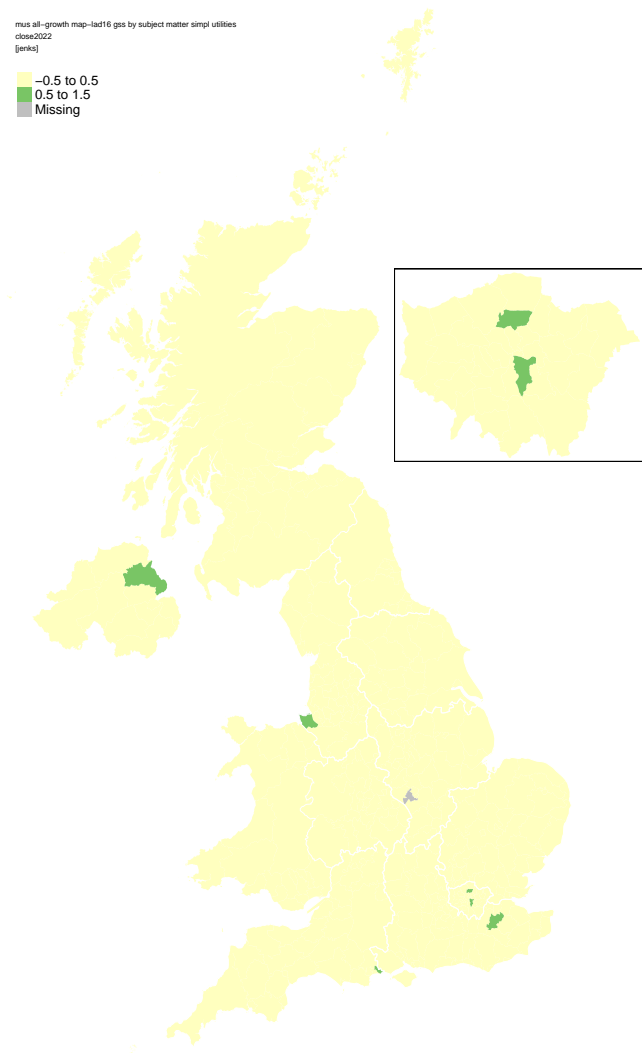 mus all−growth map−lad16 gss by subject matter simpl utilities
close2022
[jenks]
−0.5 to 0.5
0.5 to 1.5
Missing